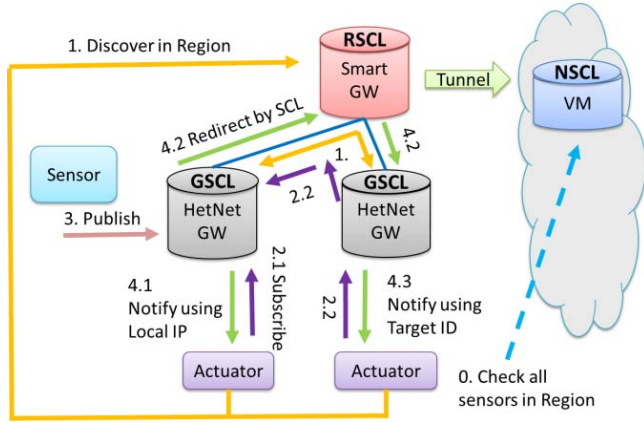 1. Discover in Region
RSCL
Smart
GW
Tunnel
NSCL
VM
4.2 Redirect by SCL
4.2
1.
2.2
Sensor
3. Publish
GSCL
HetNet
GW
GSCL
HetNet
GW
4.1
Notify using
Local IP
2.1 Subscribe
2.2
4.3
Notify using
Target ID
Actuator
Actuator
0. Check all
sensors in Region